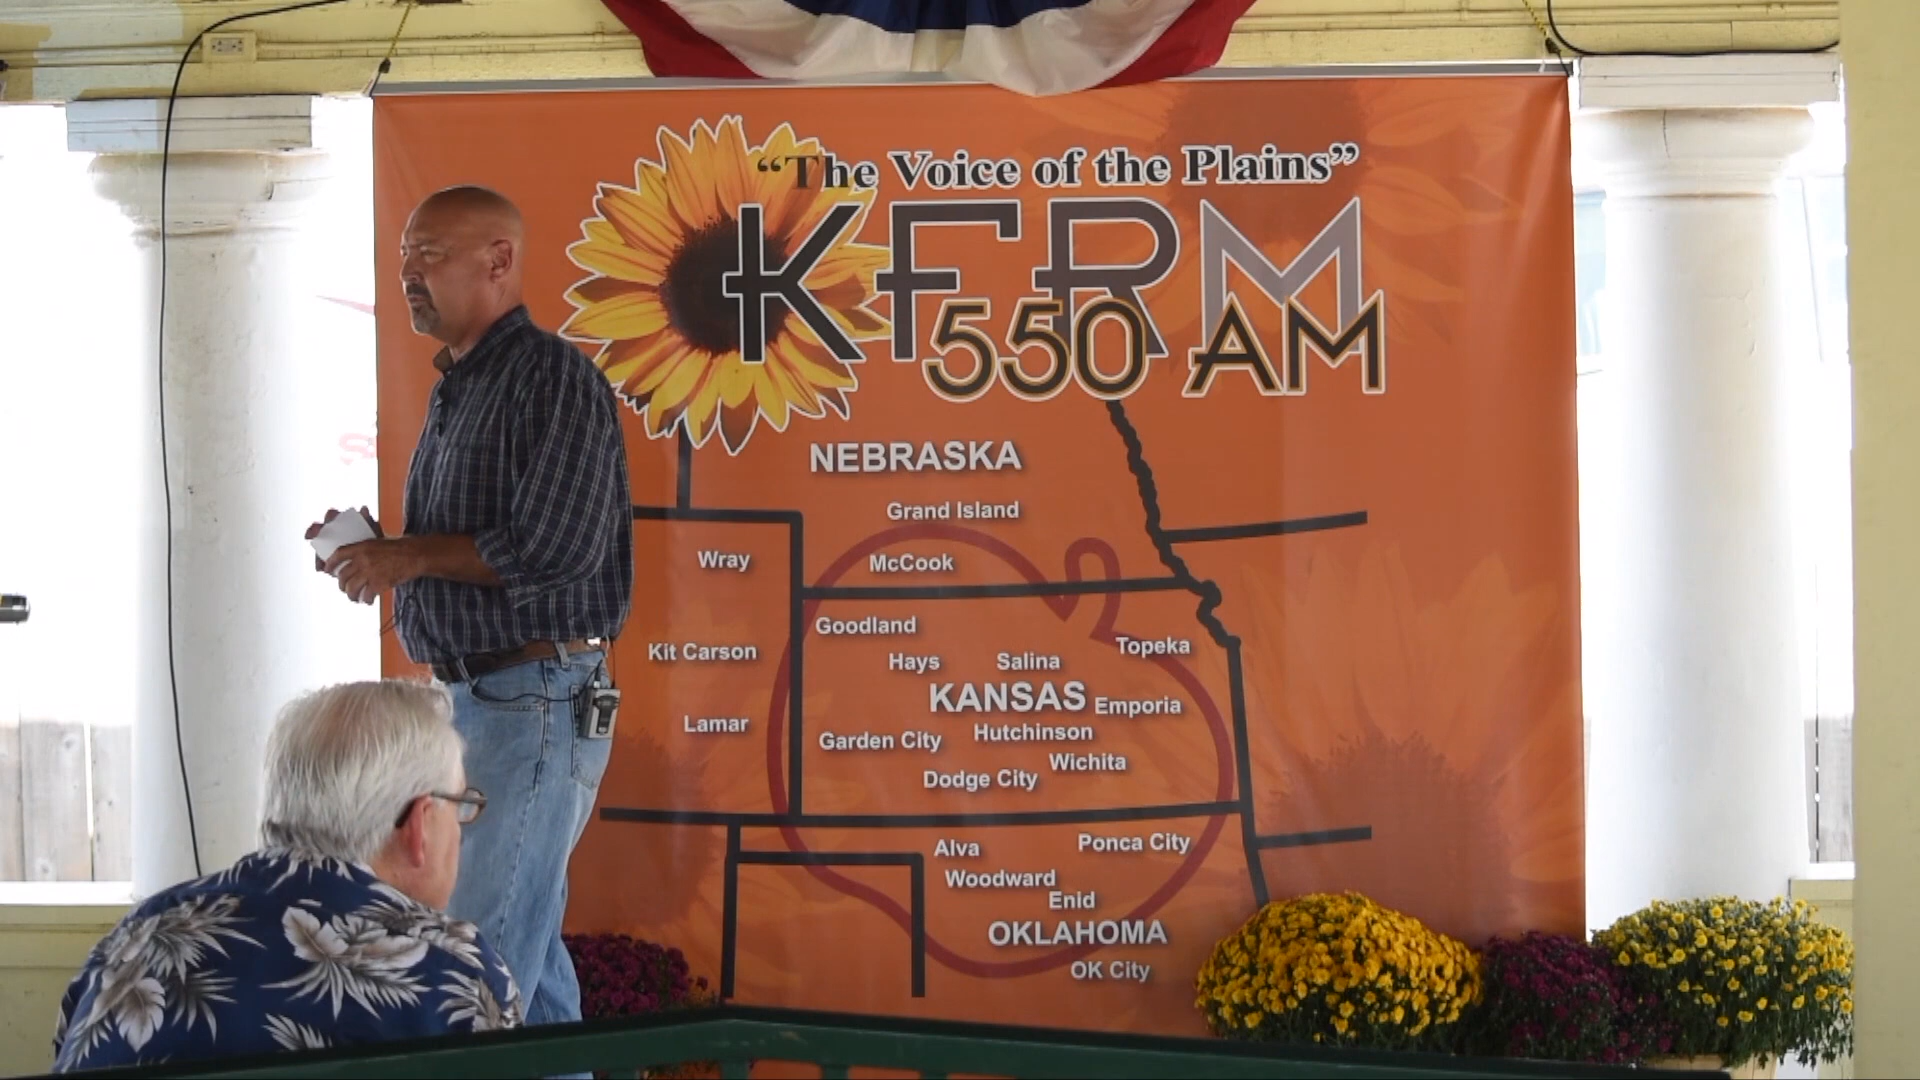 “The Voice of the Plains”
KFRM
550 AM
NEBRASKA
Grand Island
Wray
McCook
Goodland
Kit Carson
Hays
Salina
Topeka
KANSAS
Emporia
Lamar
Garden City
Hutchinson
Wichita
Dodge City
Alva
Ponca City
Woodward
Enid
OKLAHOMA
OK City